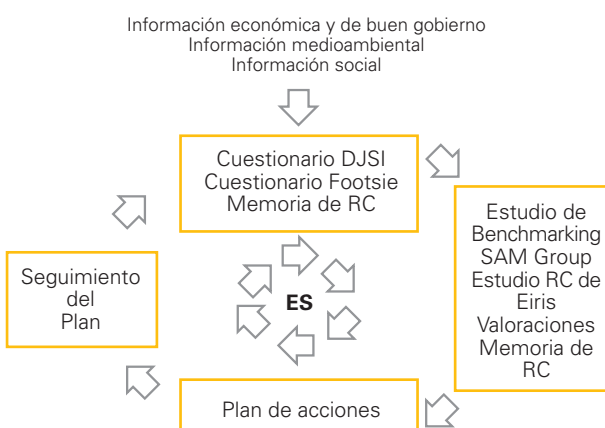 Información económica y de buen gobierno
Información medioambiental
Información social
Cuestionario DJSI
Cuestionario Footsie
Memoria de RC
Estudio de
Benchmarking
SAM Group
Estudio RC de
Eiris
Valoraciones
Memoria de
RC
Seguimiento
del
Plan
ES
Plan de acciones